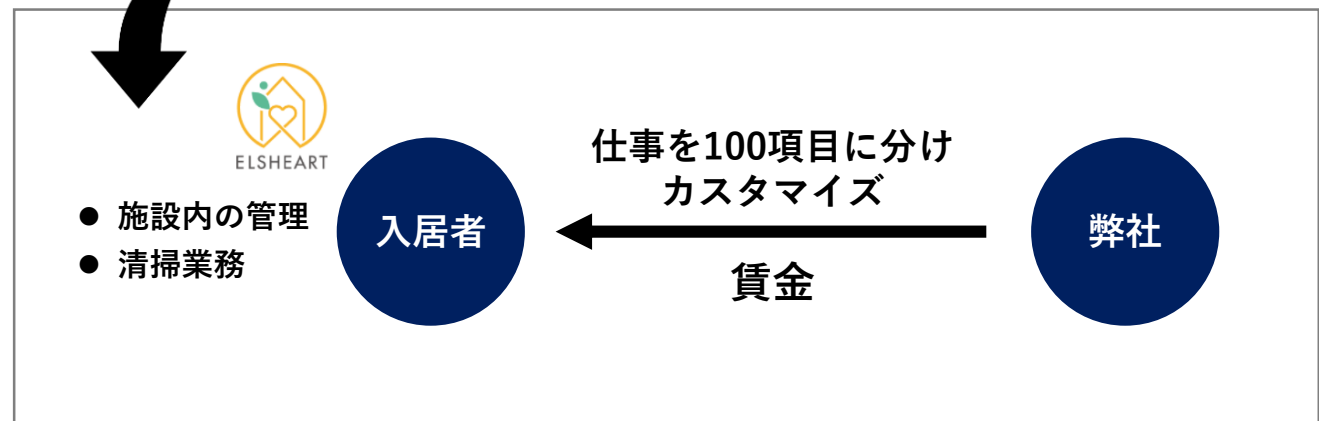 ELSHEART
● 施設内の管理
● 清掃業務
入居者
仕事を100項目に分け
カスタマイズ
賃金
弊社